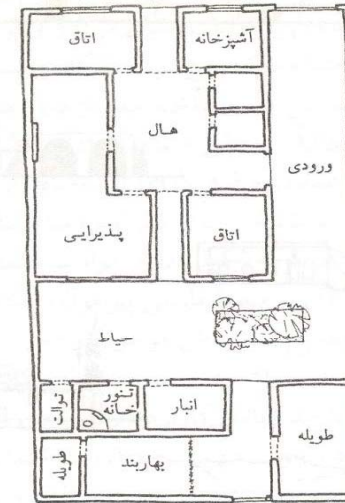 آشپزخانه
اتاق
هال
ورودی
پذیرایی
اتاق
حیاط
توالت
تنور
خانه
انبار
طویله
طویله
بهاربند